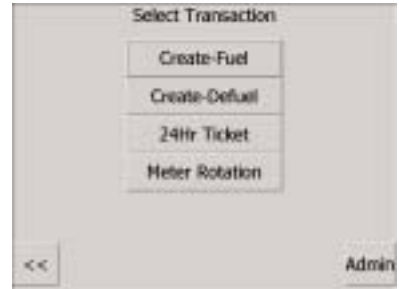 Select Transaction
Create-Fuel
Create-Defuel
24Hr Ticket
Meter Rotation
<< Admin